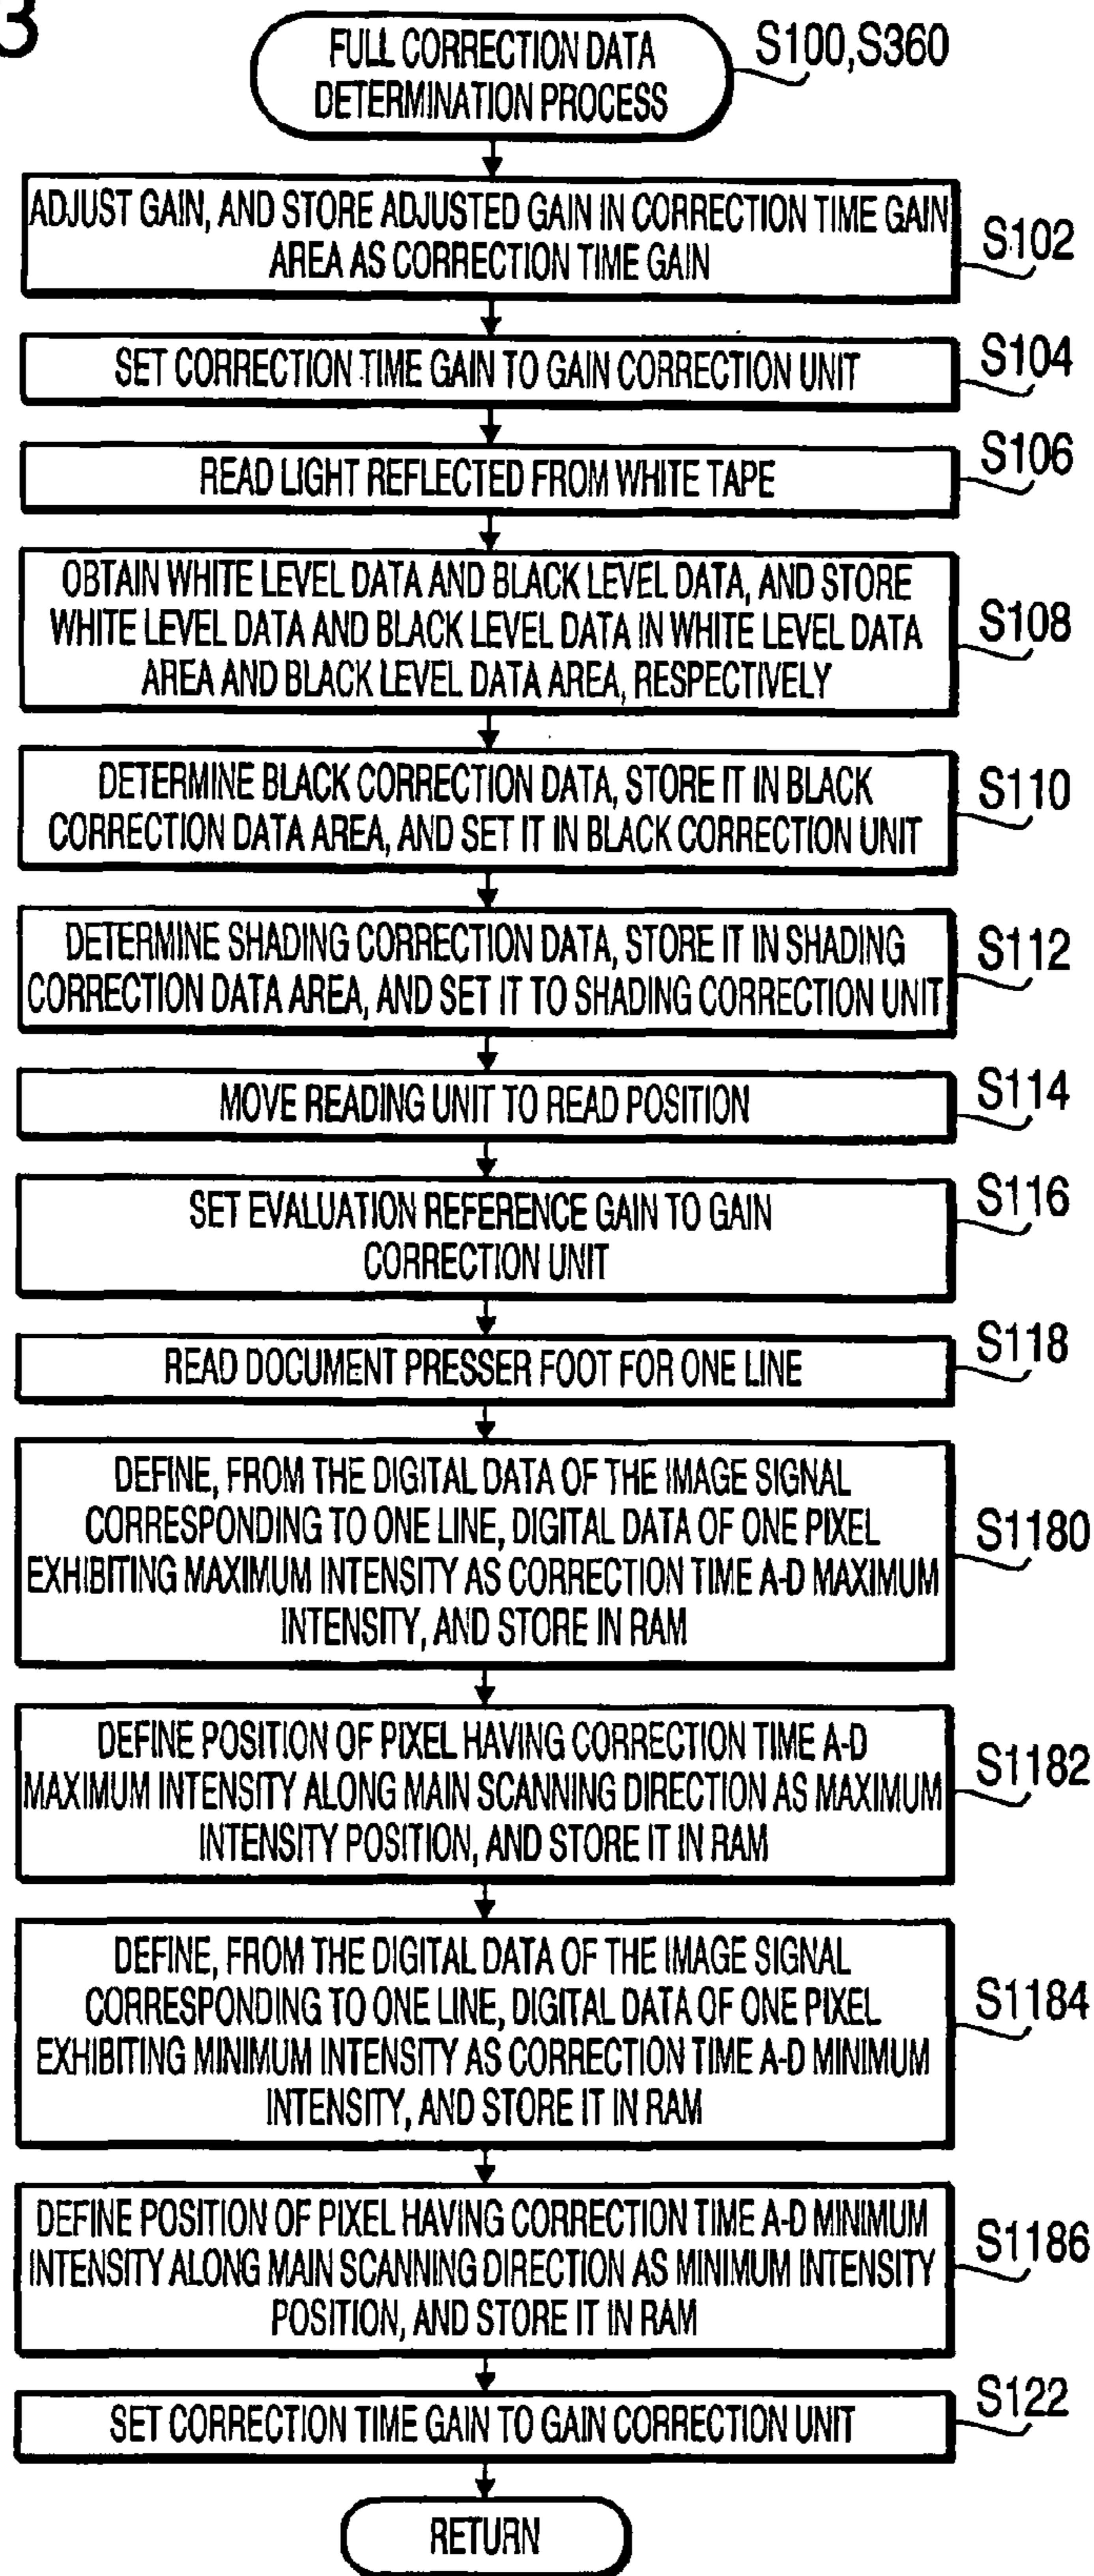 3
FULL CORRECTION DATA
DETERMINATION PROCESS
S100,S360
ADJUST GAIN, AND STORE ADJUSTED GAIN IN CORRECTION TIME GAIN
AREA AS CORRECTION TIME GAIN
S102
SET CORRECTION TIME GAIN TO GAIN CORRECTION UNIT
S104
READ LIGHT REFLECTED FROM WHITE TAPE
S106
OBTAIN WHITE LEVEL DATA AND BLACK LEVEL DATA, AND STORE
WHITE LEVEL DATA AND BLACK LEVEL DATA IN WHITE LEVEL DATA
AREA AND BLACK LEVEL DATA AREA, RESPECTIVELY
S108
DETERMINE BLACK CORRECTION DATA, STORE IT IN BLACK
CORRECTION DATA AREA, AND SET IT IN BLACK CORRECTION UNIT
S110
DETERMINE SHADING CORRECTION DATA, STORE IT IN SHADING
CORRECTION DATA AREA, AND SET IT TO SHADING CORRECTION UNIT
S112
MOVE READING UNIT TO READ POSITION
S114
SET EVALUATION REFERENCE GAIN TO GAIN
CORRECTION UNIT
S116
READ DOCUMENT PRESSER FOOT FOR ONE LINE
S118
DEFINE, FROM THE DIGITAL DATA OF THE IMAGE SIGNAL
CORRESPONDING TO ONE LINE, DIGITAL DATA OF ONE PIXEL
EXHIBITING MAXIMUM INTENSITY AS CORRECTION TIME A-D MAXIMUM
INTENSITY, AND STORE IN RAM
S1180
DEFINE POSITION OF PIXEL HAVING CORRECTION TIME A-D
MAXIMUM INTENSITY ALONG MAIN SCANNING DIRECTION AS MAXIMUM
INTENSITY POSITION, AND STORE IT IN RAM
S1182
DEFINE, FROM THE DIGITAL DATA OF THE IMAGE SIGNAL
CORRESPONDING TO ONE LINE, DIGITAL DATA OF ONE PIXEL
EXHIBITING MINIMUM INTENSITY AS CORRECTION TIME A-D MINIMUM
INTENSITY, AND STORE IT IN RAM
S1184
DEFINE POSITION OF PIXEL HAVING CORRECTION TIME A-D MINIMUM
INTENSITY ALONG MAIN SCANNING DIRECTION AS MINIMUM INTENSITY
POSITION, AND STORE IT IN RAM
S1186
SET CORRECTION TIME GAIN TO GAIN CORRECTION UNIT
S122
RETURN